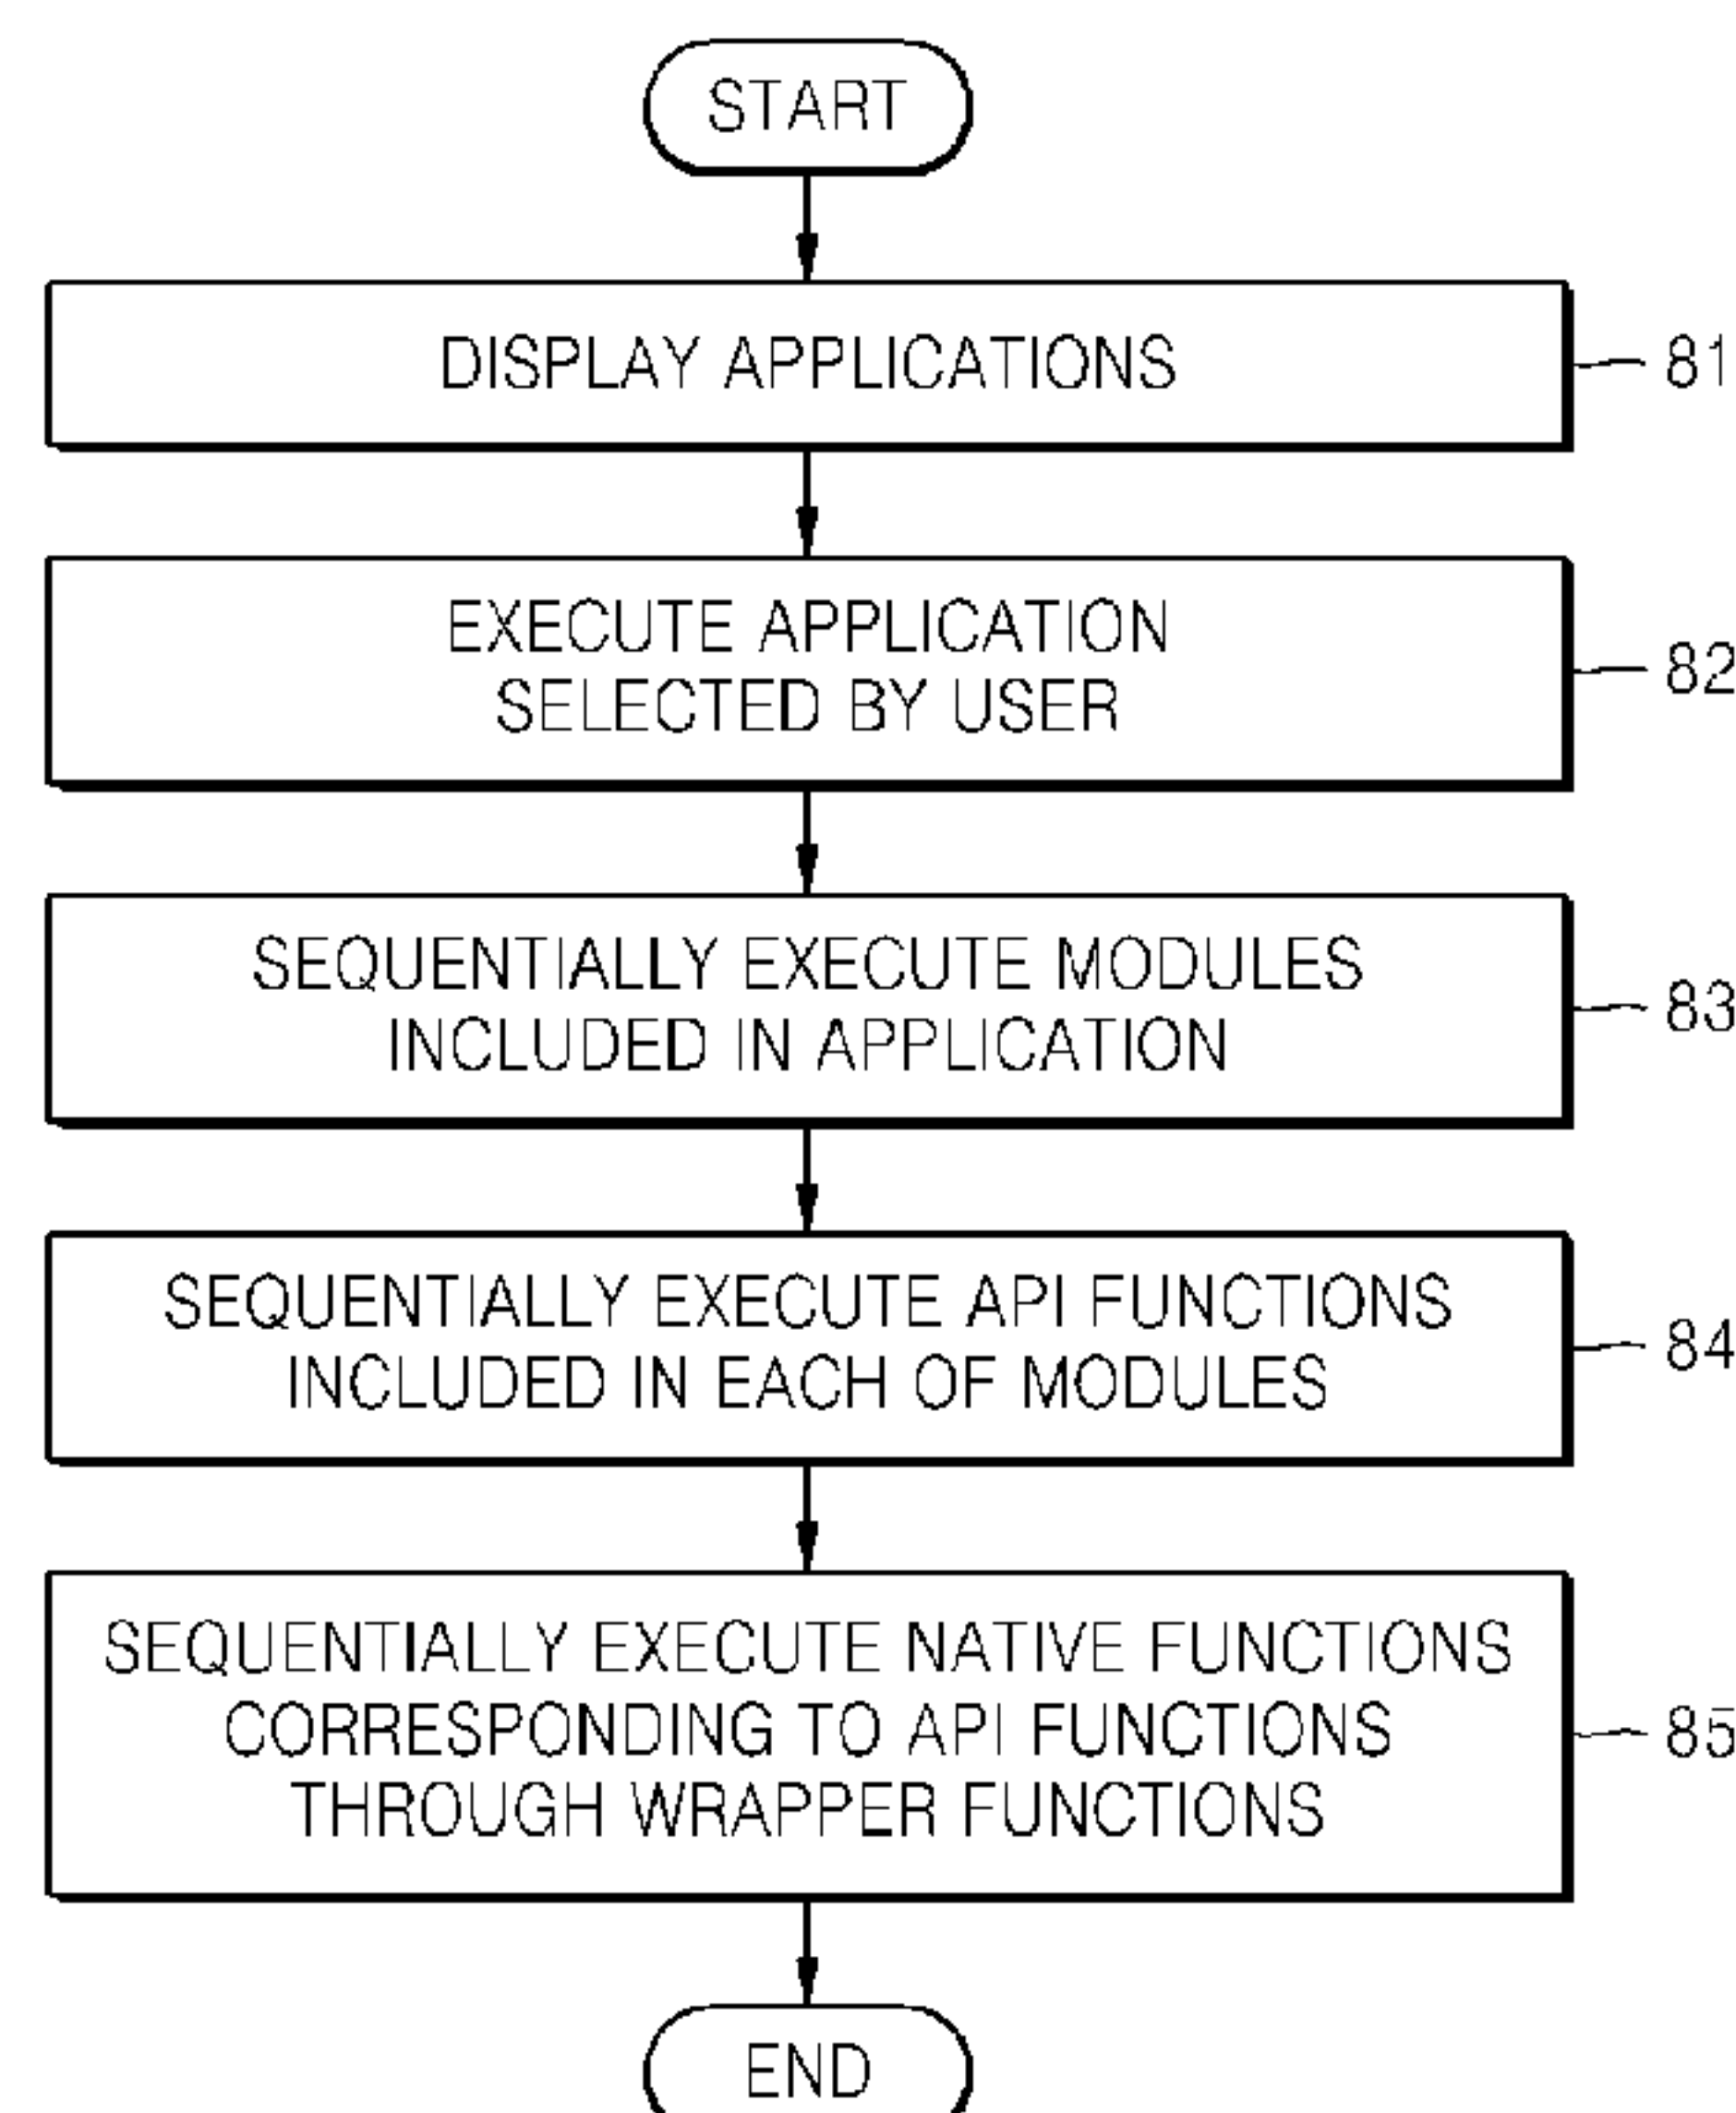 START
DISPLAY APPLICATIONS
81
EXECUTE APPLICATION
SELECTED BY USER
82
SEQUENTIALLY EXECUTE MODULES
INCLUDED IN APPLICATION
83
SEQUENTIALLY EXECUTE API FUNCTIONS
INCLUDED IN EACH OF MODULES
84
SEQUENTIALLY EXECUTE NATIVE FUNCTIONS
CORRESPONDING TO API FUNCTIONS
THROUGH WRAPPER FUNCTIONS
85
END